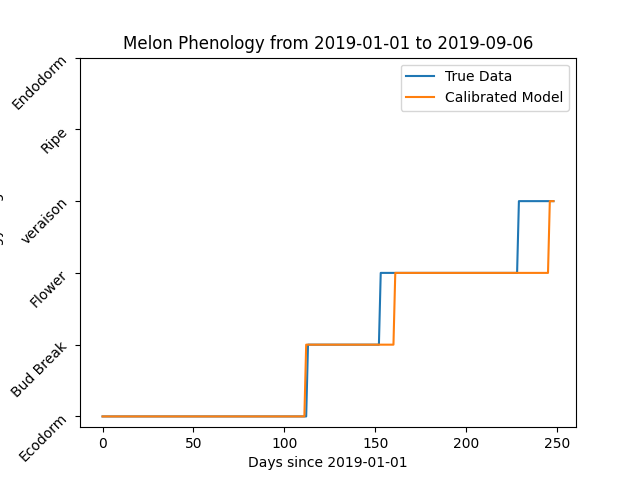 Melon Phenology from 2019-01-01 to 2019-09-06
True Data
Calibrated Model
Endodorm
Ripe
veraison
Flower
Bud Break
Ecodorm
0 50 100 150 200 250
Days since 2019-01-01